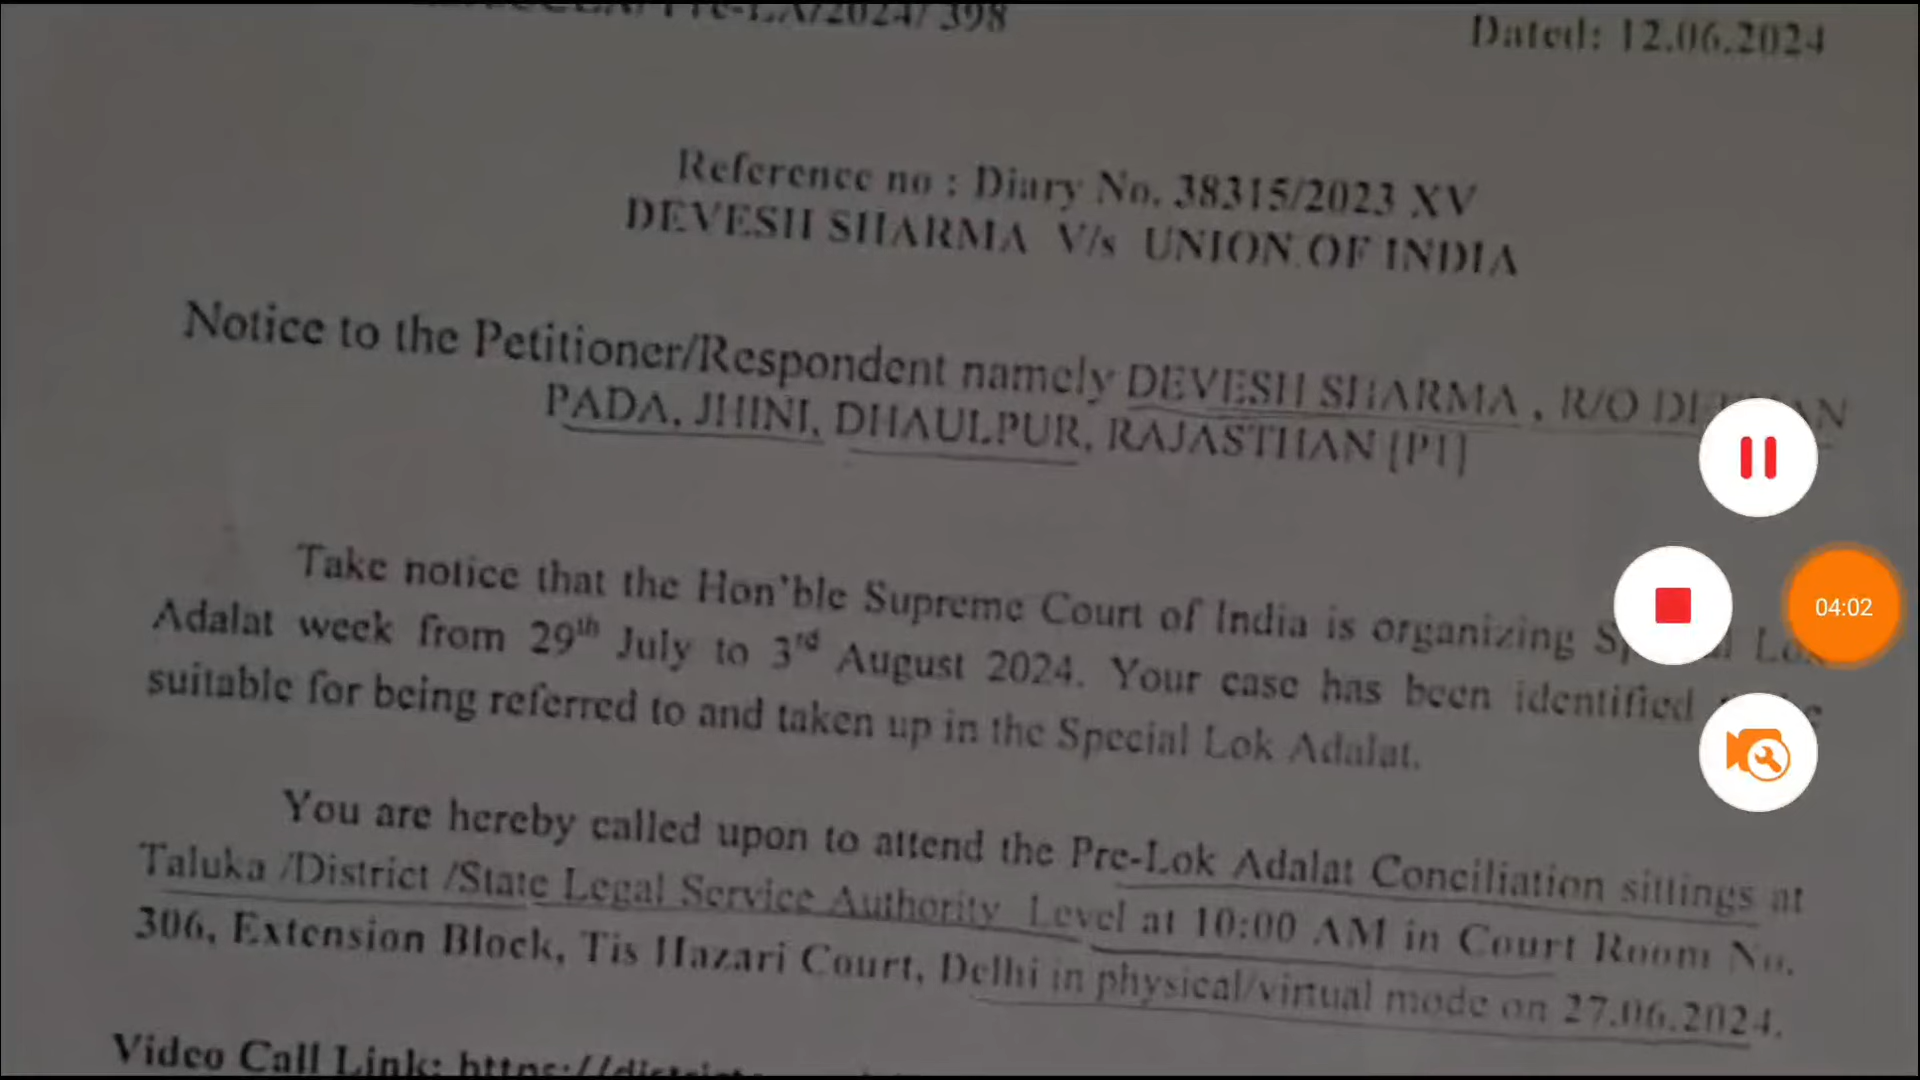 2024/ 398
Dated: 12.06.2024
Reference no : Diary No. 38315/2023 XV
DEVESH SHARMA V/s UNION OF INDIA
Notice to the Petitioner/Respondent namely DEVESH SHARMA , R/O
PADA, JHINI, DHAULPUR, RAJASTHAN [P1]
Take notice that the Hon'ble Supreme Court of India is organizing Special Lok
Adalat week from 29th July to 3rd August 2024. Your case has been identified
suitable for being referred to and taken up in the Special Lok Adalat.
You are hereby called upon to attend the Pre-Lok Adalat Conciliation sittings at
Taluka /District /State Legal Service Authority Level at 10:00 AM in Court Room No.
306, Extension Block, Tis Hazari Court, Delhi in physical/virtual mode on 27.06.2024.
Video Call Link: https://
04:02